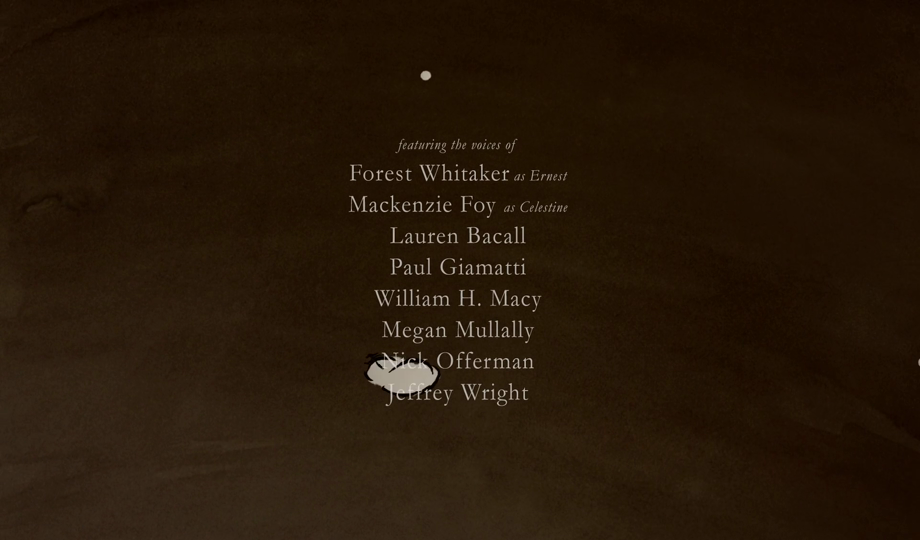 featuring the voices of
Forest Whitaker as Ernest
Mackenzie Foy as Celestine
Lauren Bacall
Paul Giamatti
William H. Macy
Megan Mullally
Nick Offerman
Jeffrey Wright